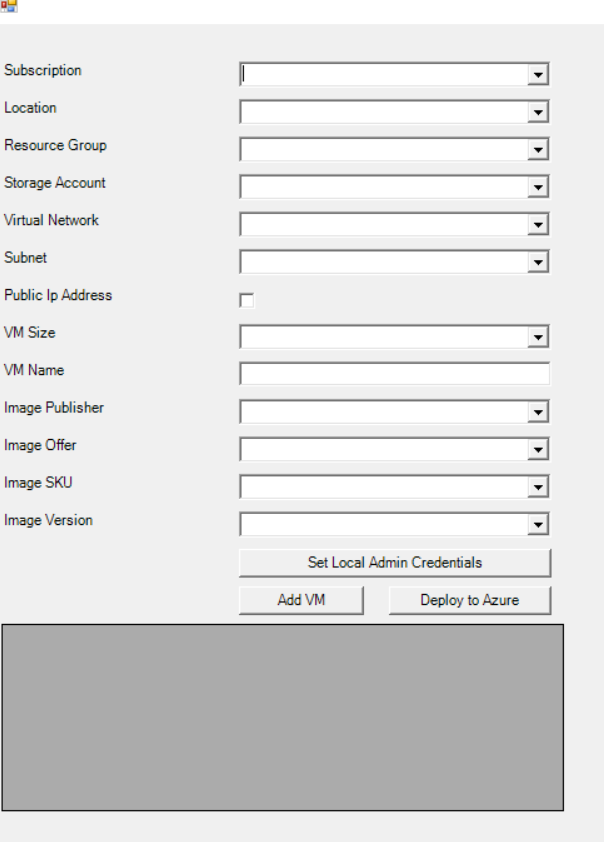 Subscription
Location
Resource Group
Storage Account
Virtual Network
Subnet
Public Ip Address
VM Size
VM Name
Image Publisher
Image Offer
Image SKU
Image Version
Set Local Admin Credentials
Add VM Deploy to Azure